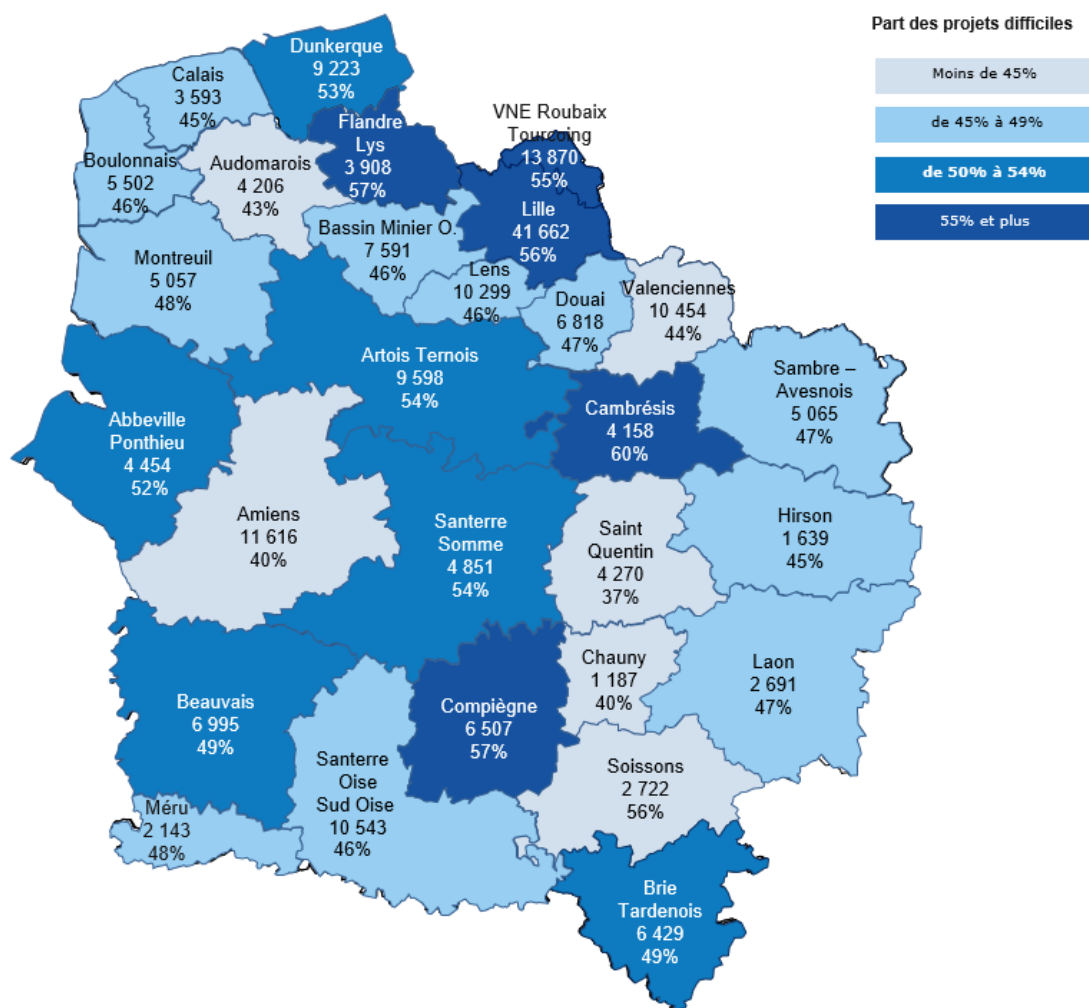 Part des projets difficiles
Moins de 45%
de 45% à 49%
de 50% à 54%
55% et plus
Dunkerque
9 223
53%
Calais
3 593
45%
Flandre
Lys
3 908
57%
VNE Roubaix
Tourcoing
13 870
55%
Boulonnais
5 502
46%
Audomarois
4 206
43%
Lille
41 662
56%
Bassin Minier O.
7 591
46%
Montreuil
5 057
48%
Lens
10 299
46%
Douai
6 818
47%
Valenciennes
10 454
44%
Artois Ternois
9 598
54%
Sambre –
Avesnois
5 065
47%
Cambrésis
4 158
60%
Abbeville
Ponthieu
4 454
52%
Amiens
11 616
40%
Santerre
Somme
4 851
54%
Saint
Quentin
4 270
37%
Hirson
1 639
45%
Chauny
1 187
40%
Laon
2 691
47%
Beauvais
6 995
49%
Compiègne
6 507
57%
Santerre
Oise
Sud Oise
10 543
46%
Soissons
2 722
56%
Méru
2 143
48%
Brie
Tardenois
6 429
49%